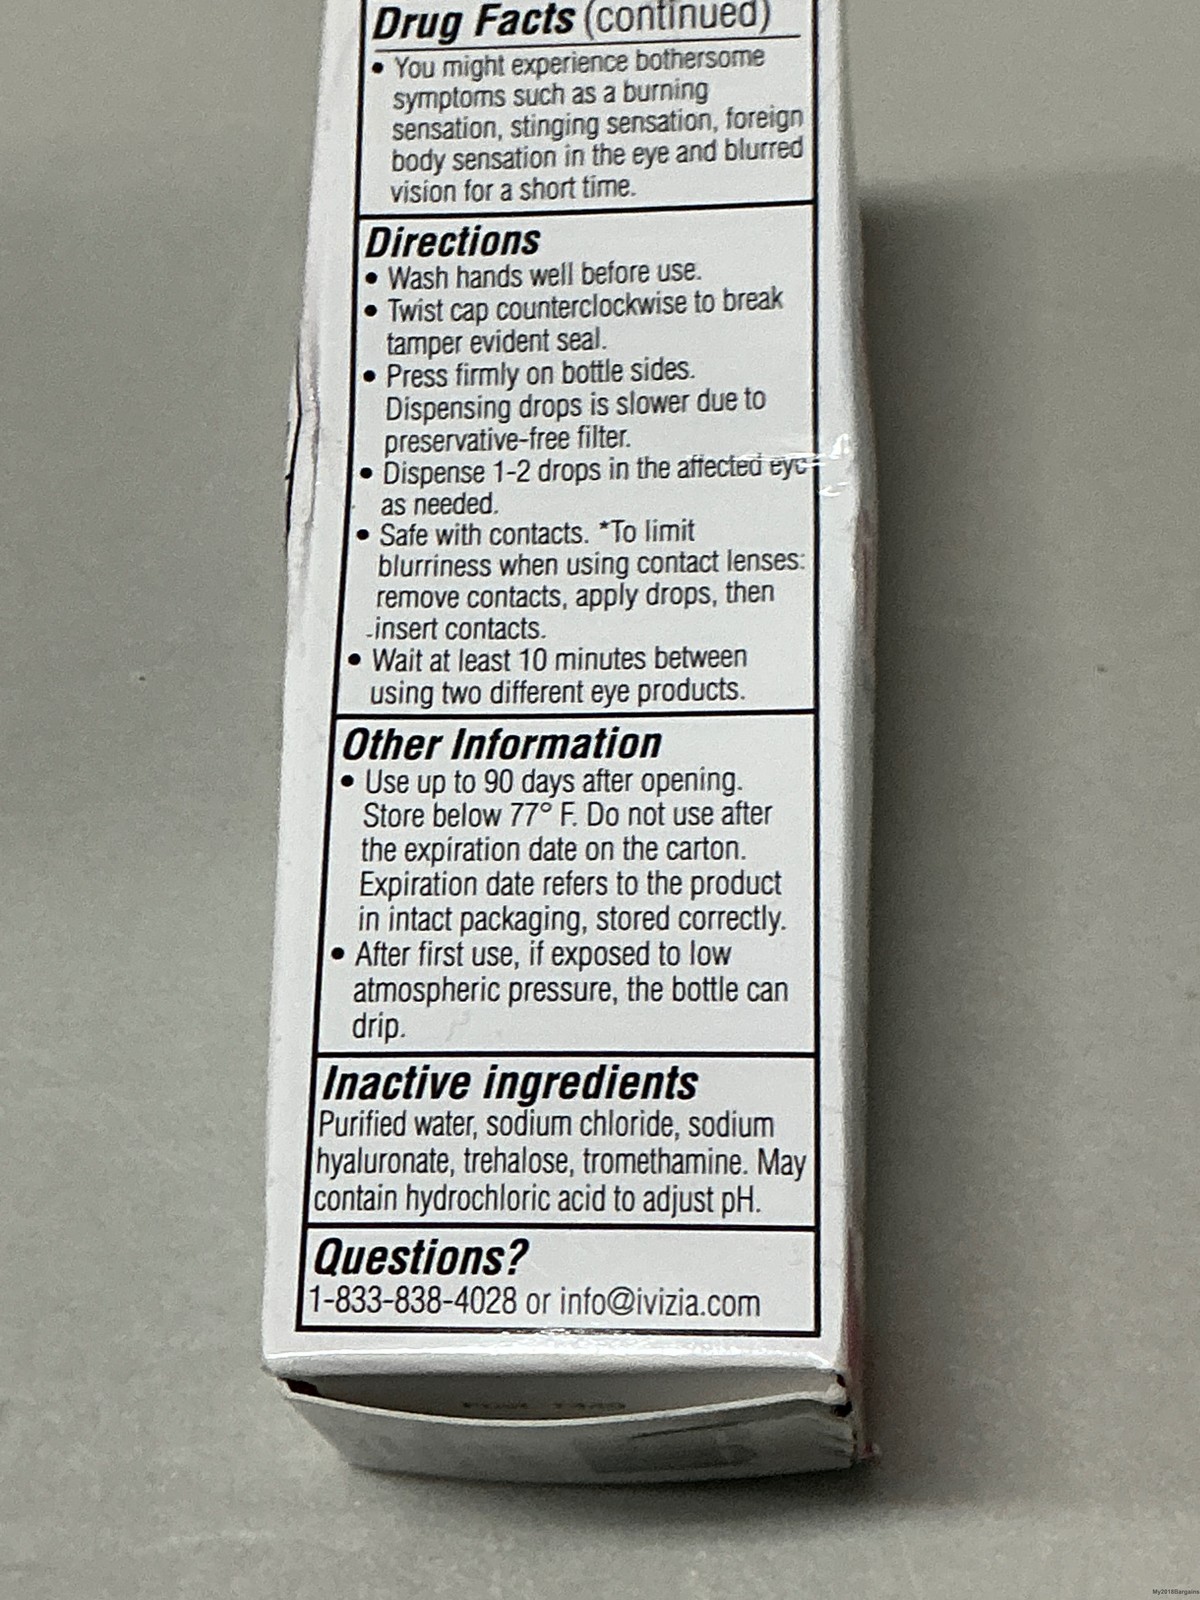 Drug Facts (continued)
• You might experience bothersome
symptoms such as a burning
sensation, stinging sensation, foreign
body sensation in the eye and blurred
vision for a short time.
Directions
• Wash hands well before use.
• Twist cap counterclockwise to break
tamper evident seal.
• Press firmly on bottle sides.
Dispensing drops is slower due to
preservative-free filter.
• Dispense 1-2 drops in the affected eye
as needed.
• Safe with contacts. *To limit
blurriness when using contact lenses:
remove contacts, apply drops, then
insert contacts.
• Wait at least 10 minutes between
using two different eye products.
Other Information
• Use up to 90 days after opening.
Store below 77° F. Do not use after
the expiration date on the carton.
Expiration date refers to the product
in intact packaging, stored correctly.
• After first use, if exposed to low
atmospheric pressure, the bottle can
drip.
Inactive ingredients
Purified water, sodium chloride, sodium
hyaluronate, trehalose, tromethamine. May
contain hydrochloric acid to adjust pH.
Questions?
1-833-838-4028 or info@ivizia.com
My2016Bargains